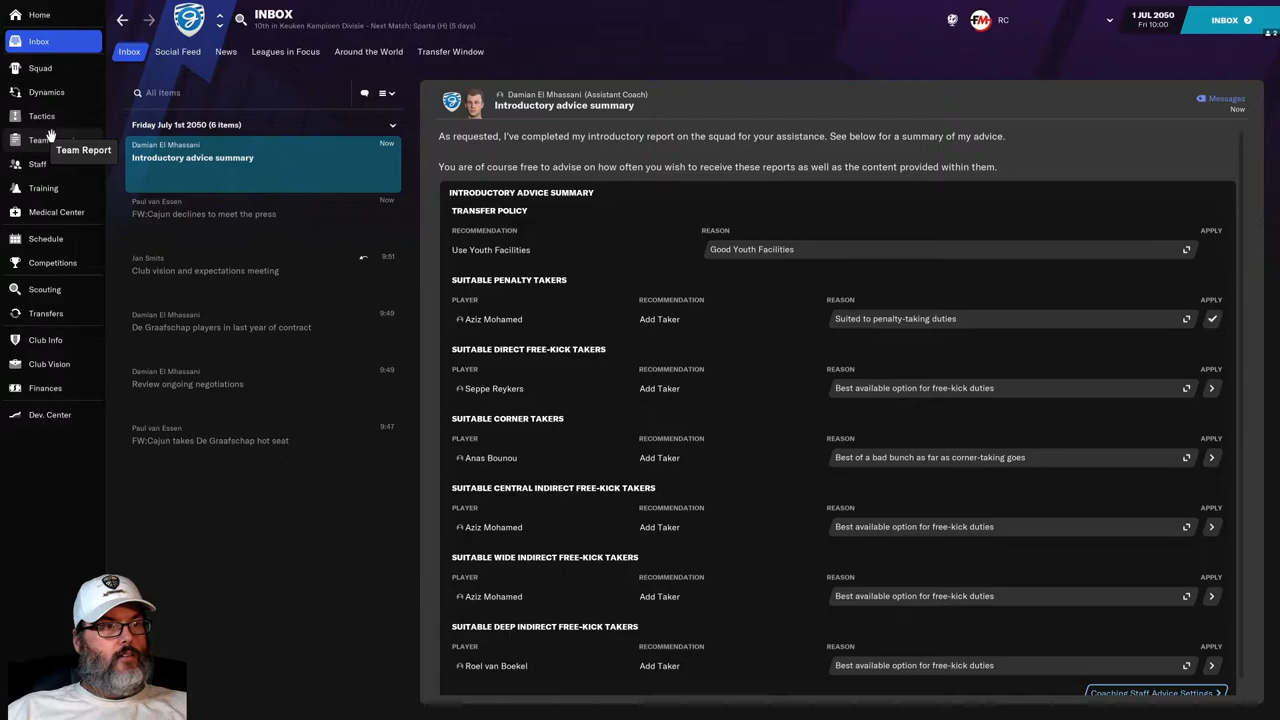 Home
Inbox
Squad
Dynamics
Tactics
Team
Team Report
Staff
Training
Medical Center
Schedule
Competitions
Scouting
Transfers
Club Info
Club Vision
Finances
Dev. Center
INBOX
10th in Keuken Kampioen Divisie - Next Match: Sparta (H) (5 days)
FM
RC
1 JUL 2050
Fri 10:00
INBOX
2
Inbox
Social Feed
News
Leagues in Focus
Around the World
Transfer Window
All Items
Friday July 1st 2050 (6 items)
Damian El Mhassani
Now
Introductory advice summary
Paul van Essen
Now
FW:Cajun declines to meet the press
Jan Smits
9:51
Club vision and expectations meeting
Damian El Mhassani
9:49
De Graafschap players in last year of contract
Damian El Mhassani
9:49
Review ongoing negotiations
Paul van Essen
9:47
FW:Cajun takes De Graafschap hot seat
Damian El Mhassani (Assistant Coach)
Introductory advice summary
Messages
Now
As requested, I've completed my introductory report on the squad for your assistance. See below for a summary of my advice.
You are of course free to advise on how often you wish to receive these reports as well as the content provided within them.
INTRODUCTORY ADVICE SUMMARY
TRANSFER POLICY
RECOMMENDATION REASON APPLY
Use Youth Facilities Good Youth Facilities
SUITABLE PENALTY TAKERS
PLAYER RECOMMENDATION REASON APPLY
Aziz Mohamed Add Taker Suited to penalty-taking duties
SUITABLE DIRECT FREE-KICK TAKERS
PLAYER RECOMMENDATION REASON APPLY
Seppe Reykers Add Taker Best available option for free-kick duties
SUITABLE CORNER TAKERS
PLAYER RECOMMENDATION REASON APPLY
Anas Bounou Add Taker Best of a bad bunch as far as corner-taking goes
SUITABLE CENTRAL INDIRECT FREE-KICK TAKERS
PLAYER RECOMMENDATION REASON APPLY
Aziz Mohamed Add Taker Best available option for free-kick duties
SUITABLE WIDE INDIRECT FREE-KICK TAKERS
PLAYER RECOMMENDATION REASON APPLY
Aziz Mohamed Add Taker Best available option for free-kick duties
SUITABLE DEEP INDIRECT FREE-KICK TAKERS
PLAYER RECOMMENDATION REASON APPLY
Roel van Boekel Add Taker Best available option for free-kick duties
Coaching Staff Advice Settings